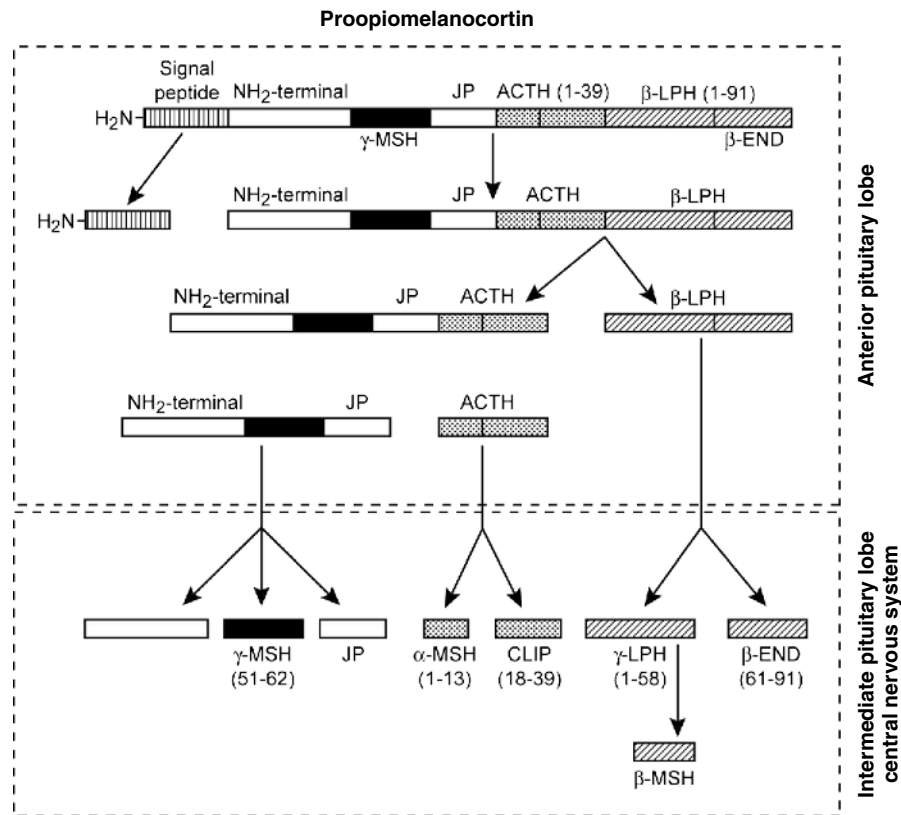 Proopiomelanocortin
Signal
peptide
NH2-terminal
JP
ACTH (1-39)
β-LPH (1-91)
H2N
γ-MSH
β-END
NH2-terminal
JP
ACTH
β-LPH
H2N
NH2-terminal
JP
ACTH
β-LPH
NH2-terminal
JP
ACTH
Anterior pituitary lobe
γ-MSH
(51-62)
JP
α-MSH
(1-13)
CLIP
(18-39)
γ-LPH
(1-58)
β-END
(61-91)
β-MSH
Intermediate pituitary lobe
central nervous system